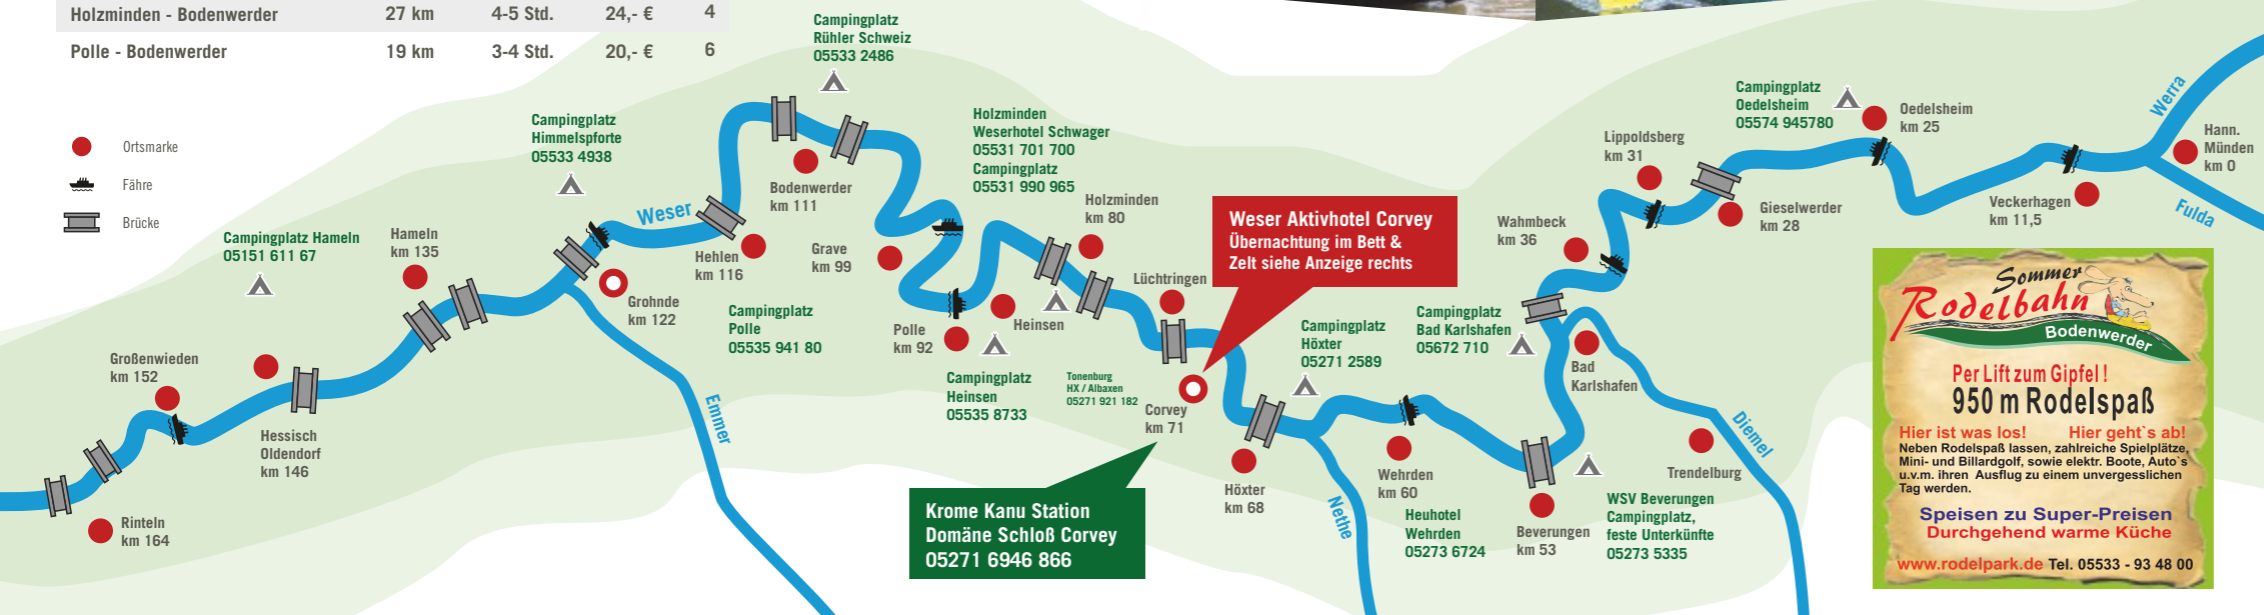 Holzminden - Bodenwerder 27 km 4-5 Std. 24,- € 4
Polle - Bodenwerder 19 km 3-4 Std. 20,- € 6
Ortsmarke
Fähre
Brücke
Campingplatz Hameln
05151 611 67
Hameln
km 135
Großenwieden
km 152
Hessisch
Oldendorf
km 146
Rinteln
km 164
Campingplatz
Himmelspforte
05533 4938
Weser
Grohnde
km 122
Emmer
Hehlen
km 116
Campingplatz
Rühler Schweiz
05533 2486
Bodenwerder
km 111
Grave
km 99
Campingplatz
Polle
05535 941 80
Polle
km 92
Holzminden
Weserhotel Schwager
05531 701 700
Campingplatz
05531 990 965
Holzminden
km 80
Heinsen
Campingplatz
Heinsen
05535 8733
Tonenburg
HX / Albaxen
05271 921 182
Lüchtringen
Corvey
km 71
Weser Aktivhotel Corvey
Übernachtung im Bett &
Zelt siehe Anzeige rechts
Krome Kanu Station
Domäne Schloß Corvey
05271 6946 866
Campingplatz
Höxter
05271 2589
Höxter
km 68
Nethe
Wehrden
km 60
Heuhotel
Wehrden
05273 6724
Campingplatz
Bad Karlshafen
05672 710
Bad
Karlshafen
Beverungen
km 53
WSV Beverungen
Campingplatz,
feste Unterkünfte
05273 5335
Trendelburg
Diemel
Wahmbeck
km 36
Lippoldsberg
km 31
Gieselwerder
km 28
Campingplatz
Oedelsheim
05574 945780
Oedelsheim
km 25
Veckerhagen
km 11,5
Werra
Hann.
Münden
km 0
Fulda
Sommer
Rodelbahn
Bodenwerder
Per Lift zum Gipfel !
950 m Rodelspaß
Hier ist was los! Hier geht`s ab!
Neben Rodelspaß lassen, zahlreiche Spielplätze,
Mini- und Billardgolf, sowie elektr. Boote, Auto`s
u.v.m. ihren Ausflug zu einem unvergesslichen
Tag werden.
Speisen zu Super-Preisen
Durchgehend warme Küche
www.rodelpark.de Tel. 05533 - 93 48 00